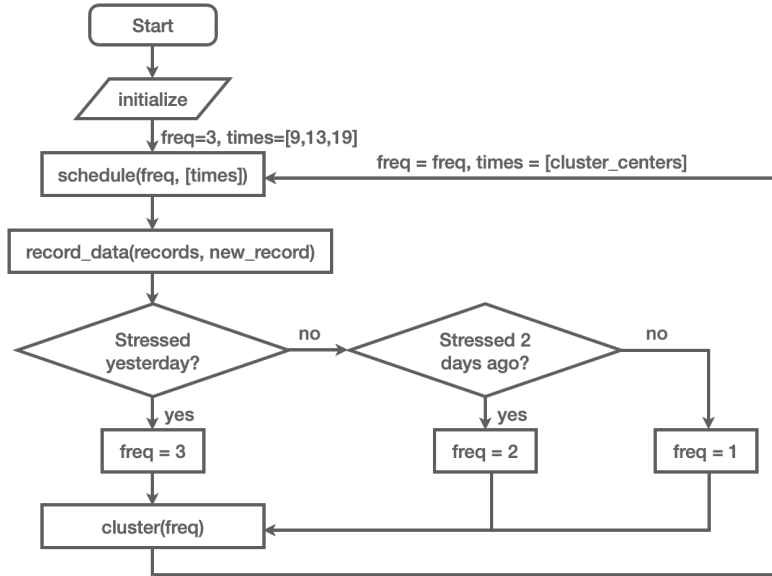 Start
initialize
freq=3, times=[9,13,19]
freq = freq, times = [cluster_centers]
schedule(freq, [times])
record_data(records, new_record)
Stressed
yesterday?
no
Stressed 2
days ago?
no
yes
yes
freq = 3
freq = 2
freq = 1
cluster(freq)